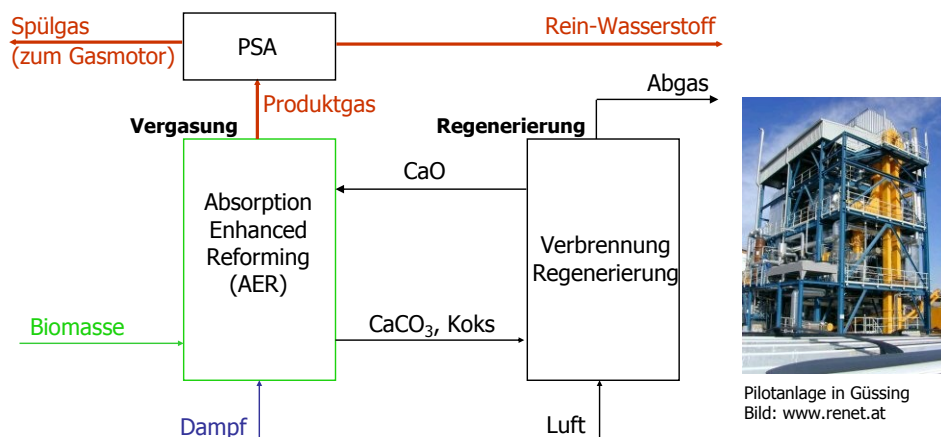 Spülgas
(zum Gasmotor)
PSA
Rein-Wasserstoff
Produktgas
Abgas
Vergasung
Regenerierung
CaO
Absorption
Enhanced
Reforming
(AER)
Verbrennung
Regenerierung
Biomasse
CaCO₃, Koks
Dampf
Luft
Pilotanlage in Güssing
Bild: www.renet.at